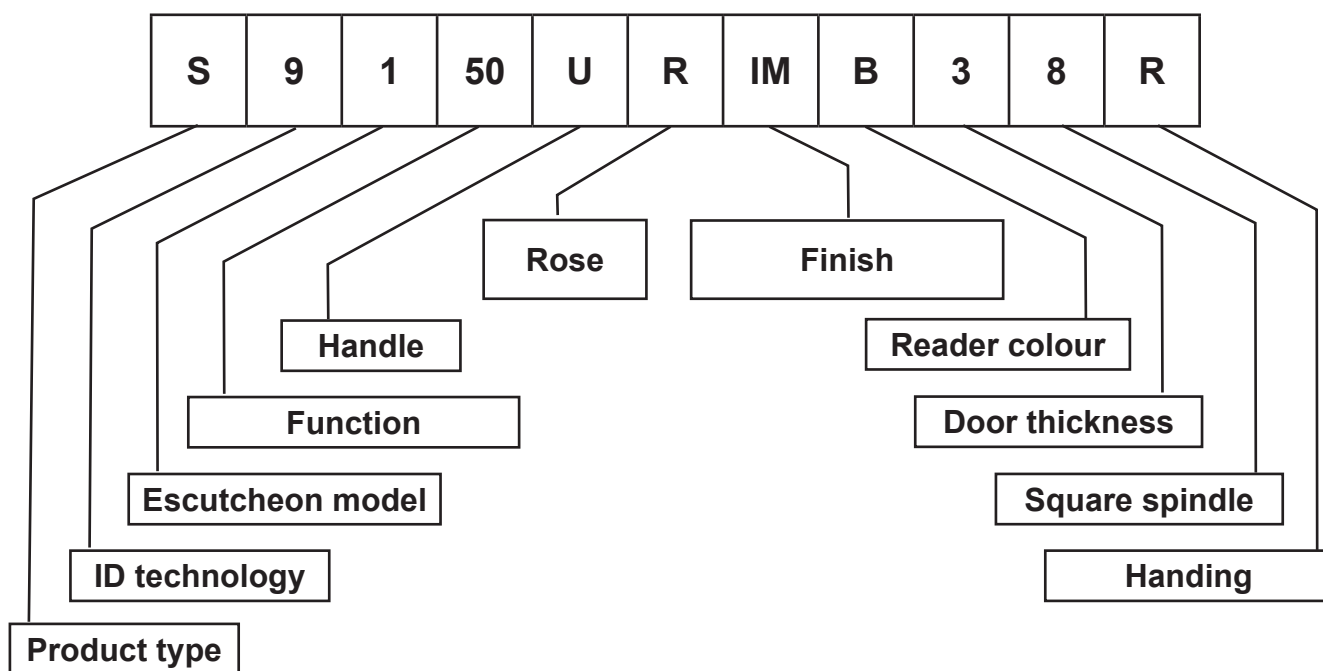 S 9 1 50 U R IM B 3 8 R
Rose
Finish
Handle
Reader colour
Function
Door thickness
Escutcheon model
Square spindle
ID technology
Handing
Product type